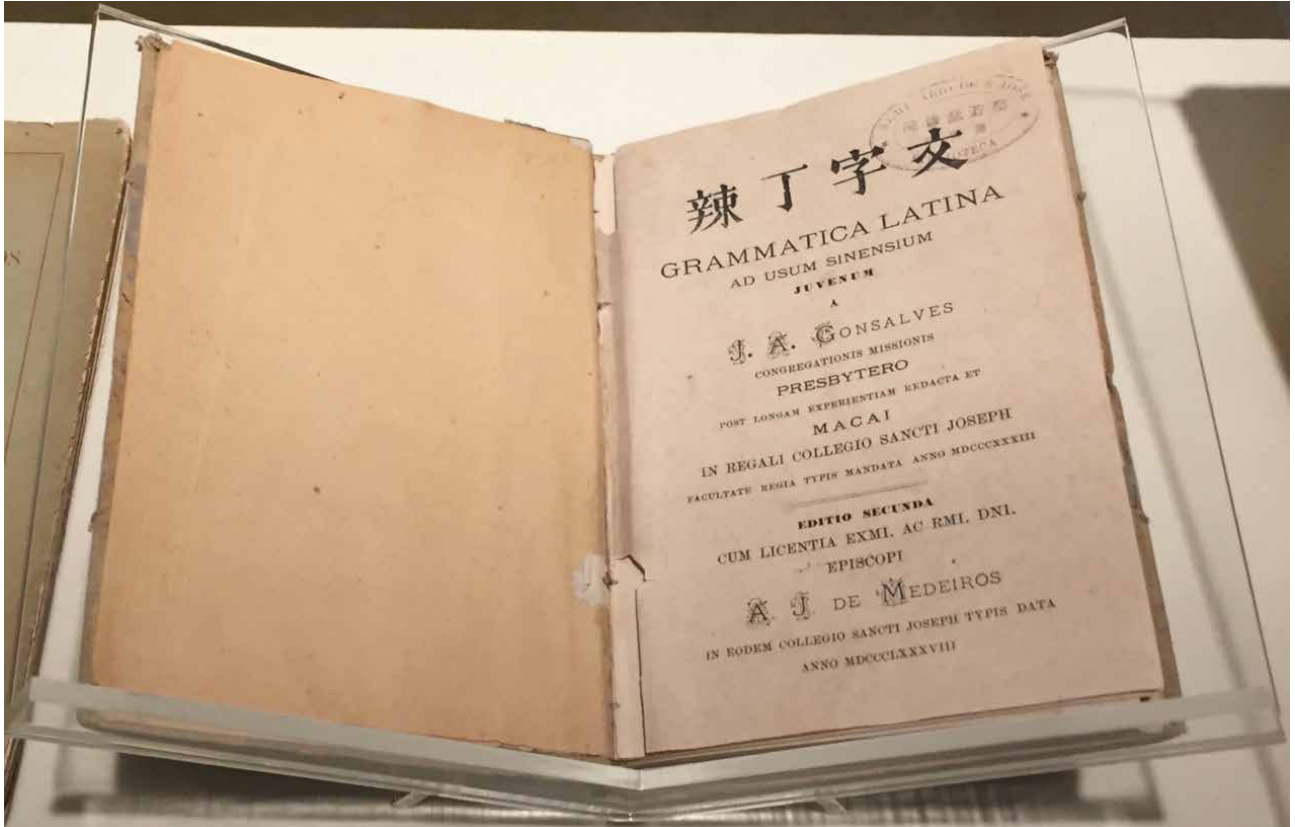 OS
BIBLIOTECA
辣丁字文
GRAMMATICA LATINA
AD USUM SINENSIUM
JUVENUM
A
J. A. GONSALVES
CONGREGATIONIS MISSIONIS
PRESBYTERO
POST LONGAM EXPERIENTIAM REDACTA ET
MACAI
IN REGALI COLLEGIO SANCTI JOSEPH
FACULTATE REGIA TYPIS MANDATA ANNO MDCCCXXXIII
EDITIO SECUNDA
CUM LICENTIA EXMI. AC RMI. DNI.
EPISCOPI
A. J. DE MEDEIROS
IN EODEM COLLEGIO SANCTI JOSEPH TYPIS DATA
ANNO MDCCCLXXXVIII